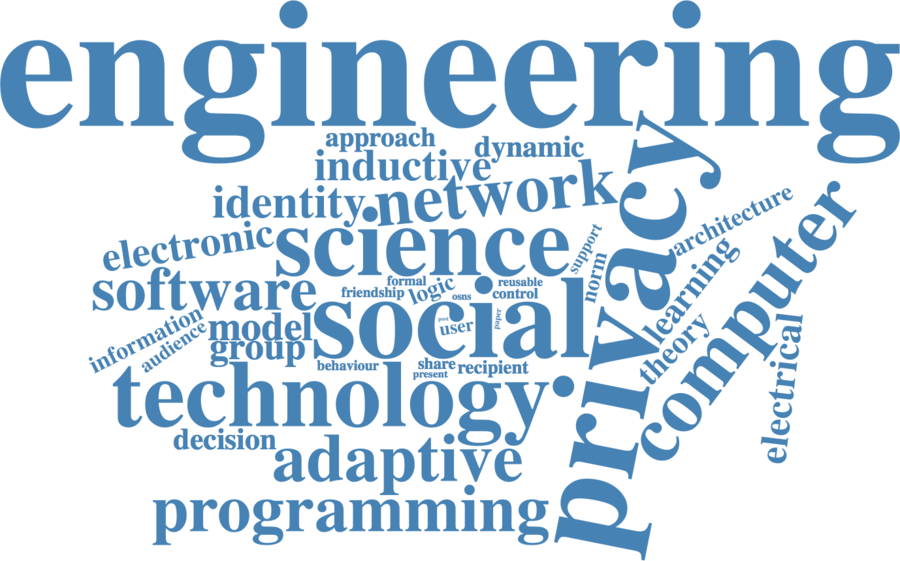 engineering
approach
dynamic
inductive
identity
network
privacy
architecture
computer
electronic
science
support
norm
learning
software
formal
reusable
friendship
logic
osns
control
social
information
audience
model
group
post
user
paper
theory
electrical
behaviour
share
present
recipient
technology
decision
adaptive
programming